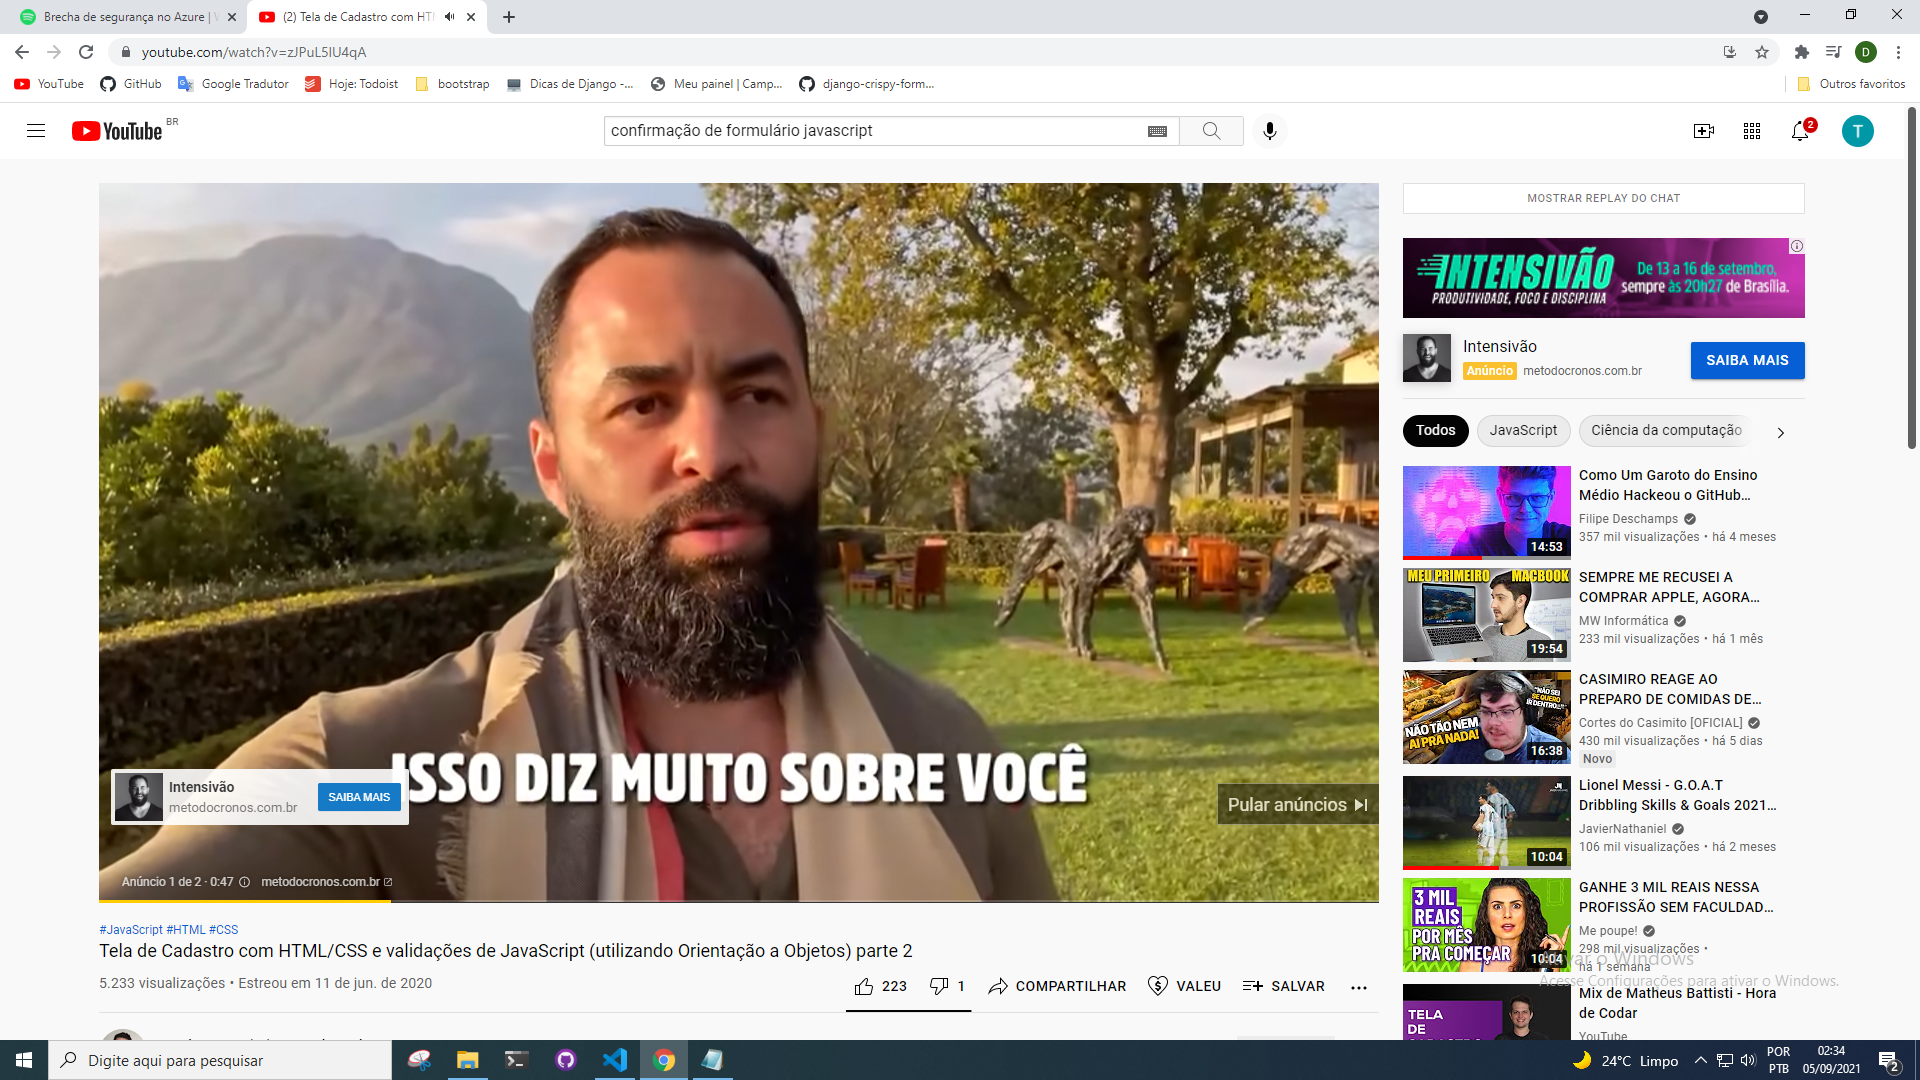 Brecha de segurança no Azure |
(2) Tela de Cadastro com HTM
youtube.com/watch?v=zJPuL5IU4qA
D
YouTube
GitHub
Google Tradutor
Hoje: Todoist
bootstrap
Dicas de Django -...
Meu painel | Camp...
django-crispy-form...
Outros favoritos
YouTube BR
confirmação de formulário javascript
2
T
MOSTRAR REPLAY DO CHAT
INTENSIVÃO
PRODUTIVIDADE, FOCO E DISCIPLINA
De 13 a 16 de setembro,
sempre às 20h27 de Brasília.
Intensivão
Anúncio metodocronos.com.br
SAIBA MAIS
Todos
JavaScript
Ciência da computação
Como Um Garoto do Ensino
Médio Hackeou o GitHub...
Filipe Deschamps
357 mil visualizações • há 4 meses
14:53
MEU PRIMEIRO MACBOOK
19:54
SEMPRE ME RECUSEI A
COMPRAR APPLE, AGORA...
MW Informática
233 mil visualizações • há 1 mês
"NÃO SEI
SE QUERO
IR DENTRO..."
NÃO TÃO NEM
AI PRA NADA!
16:38
CASIMIRO REAGE AO
PREPARO DE COMIDAS DE...
Cortes do Casimito [OFICIAL]
430 mil visualizações • há 5 dias
Novo
10:04
Lionel Messi - G.O.A.T
Dribbling Skills & Goals 2021...
JavierNathaniel
106 mil visualizações • há 2 meses
3 MIL
REAIS
POR MÊS
PRA COMEÇAR
10:04
GANHE 3 MIL REAIS NESSA
PROFISSÃO SEM FACULDAD...
Me poupe!
298 mil visualizações •
há 1 semana
TELA
DE
CADASTRO
Mix de Matheus Battisti - Hora
de Codar
YouTube
ISSO DIZ MUITO SOBRE VOCÊ
Intensivão
metodocronos.com.br
SAIBA MAIS
Pular anúncios
Anúncio 1 de 2 · 0:47
metodocronos.com.br
#JavaScript #HTML #CSS
Tela de Cadastro com HTML/CSS e validações de JavaScript (utilizando Orientação a Objetos) parte 2
5.233 visualizações • Estreou em 11 de jun. de 2020
223
1
COMPARTILHAR
VALEU
SALVAR
Windows
Acesse Configurações para ativar o Windows.
Digite aqui para pesquisar
24°C Limpo
POR
PTB
02:34
05/09/2021
2